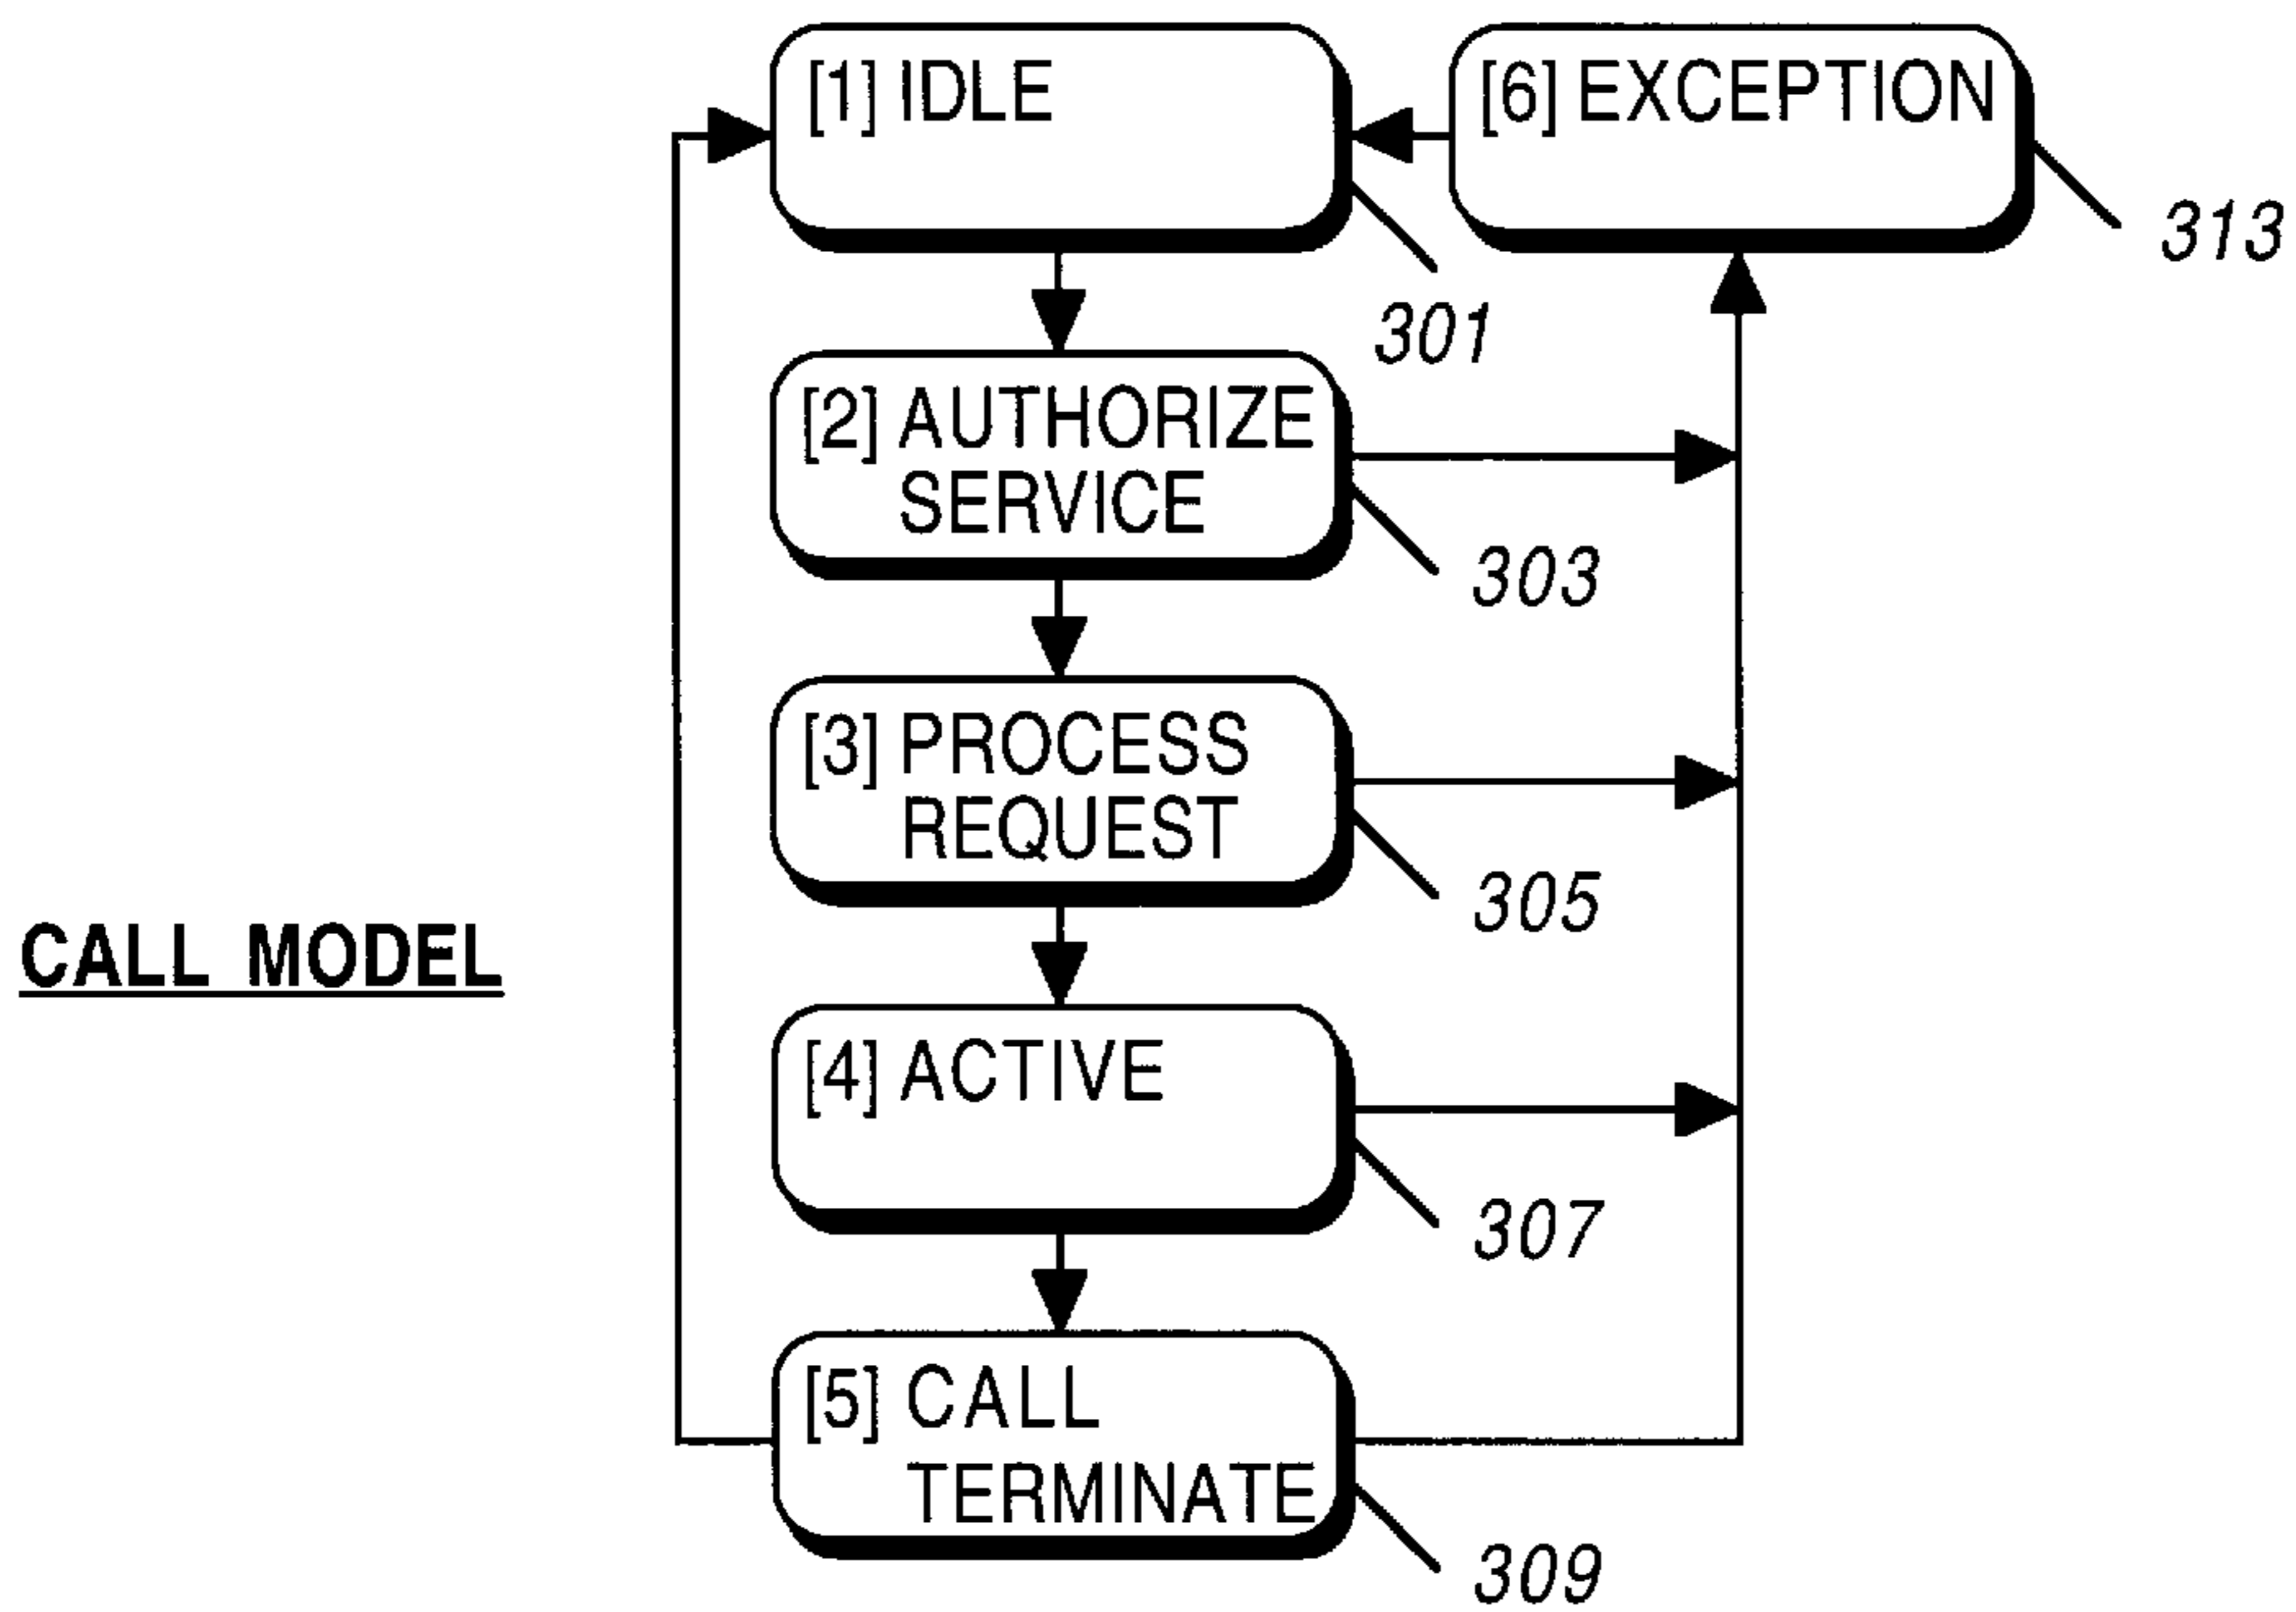 [1] IDLE
[6] EXCEPTION
313
301
[2] AUTHORIZE
SERVICE
303
[3] PROCESS
REQUEST
305
CALL MODEL
[4] ACTIVE
307
[5] CALL
TERMINATE
309